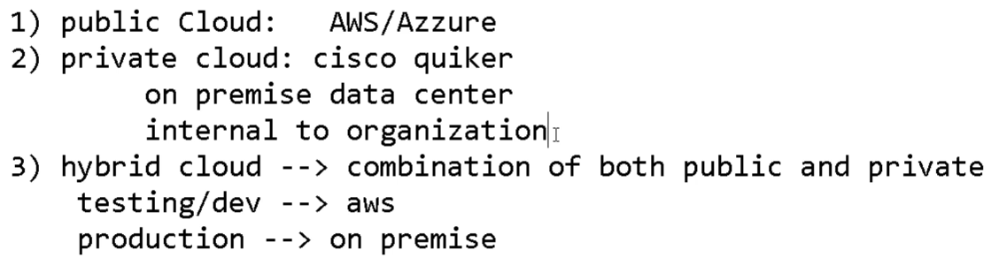 1) public Cloud:   AWS/Azzure
2) private cloud: cisco quiker
        on premise data center
        internal to organization
3) hybrid cloud --> combination of both public and private
    testing/dev --> aws
    production --> on premise